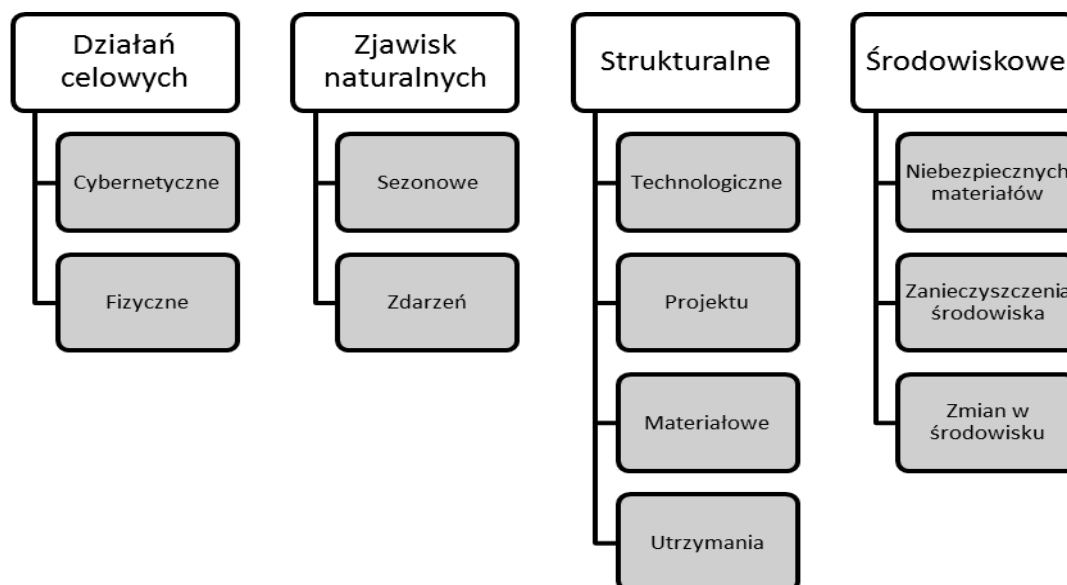 Działań
celowych
Cybernetyczne
Fizyczne
Zjawisk
naturalnych
Sezonowe
Zdarzeń
Strukturalne
Technologiczne
Projektu
Materiałowe
Utrzymania
Środowiskowe
Niebezpiecznych
materiałów
Zanieczyszczenia
środowiska
Zmian w
środowisku